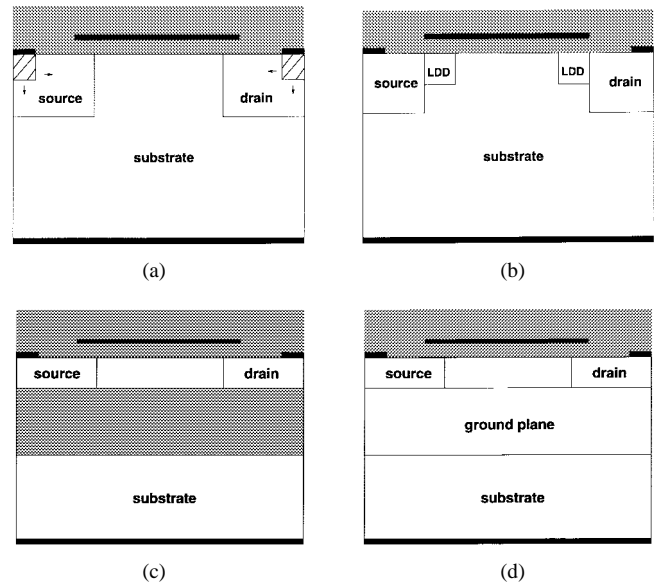 source
drain
substrate
(a)
LDD
LDD
source
drain
substrate
(b)
source
drain
substrate
(c)
source
drain
ground plane
substrate
(d)